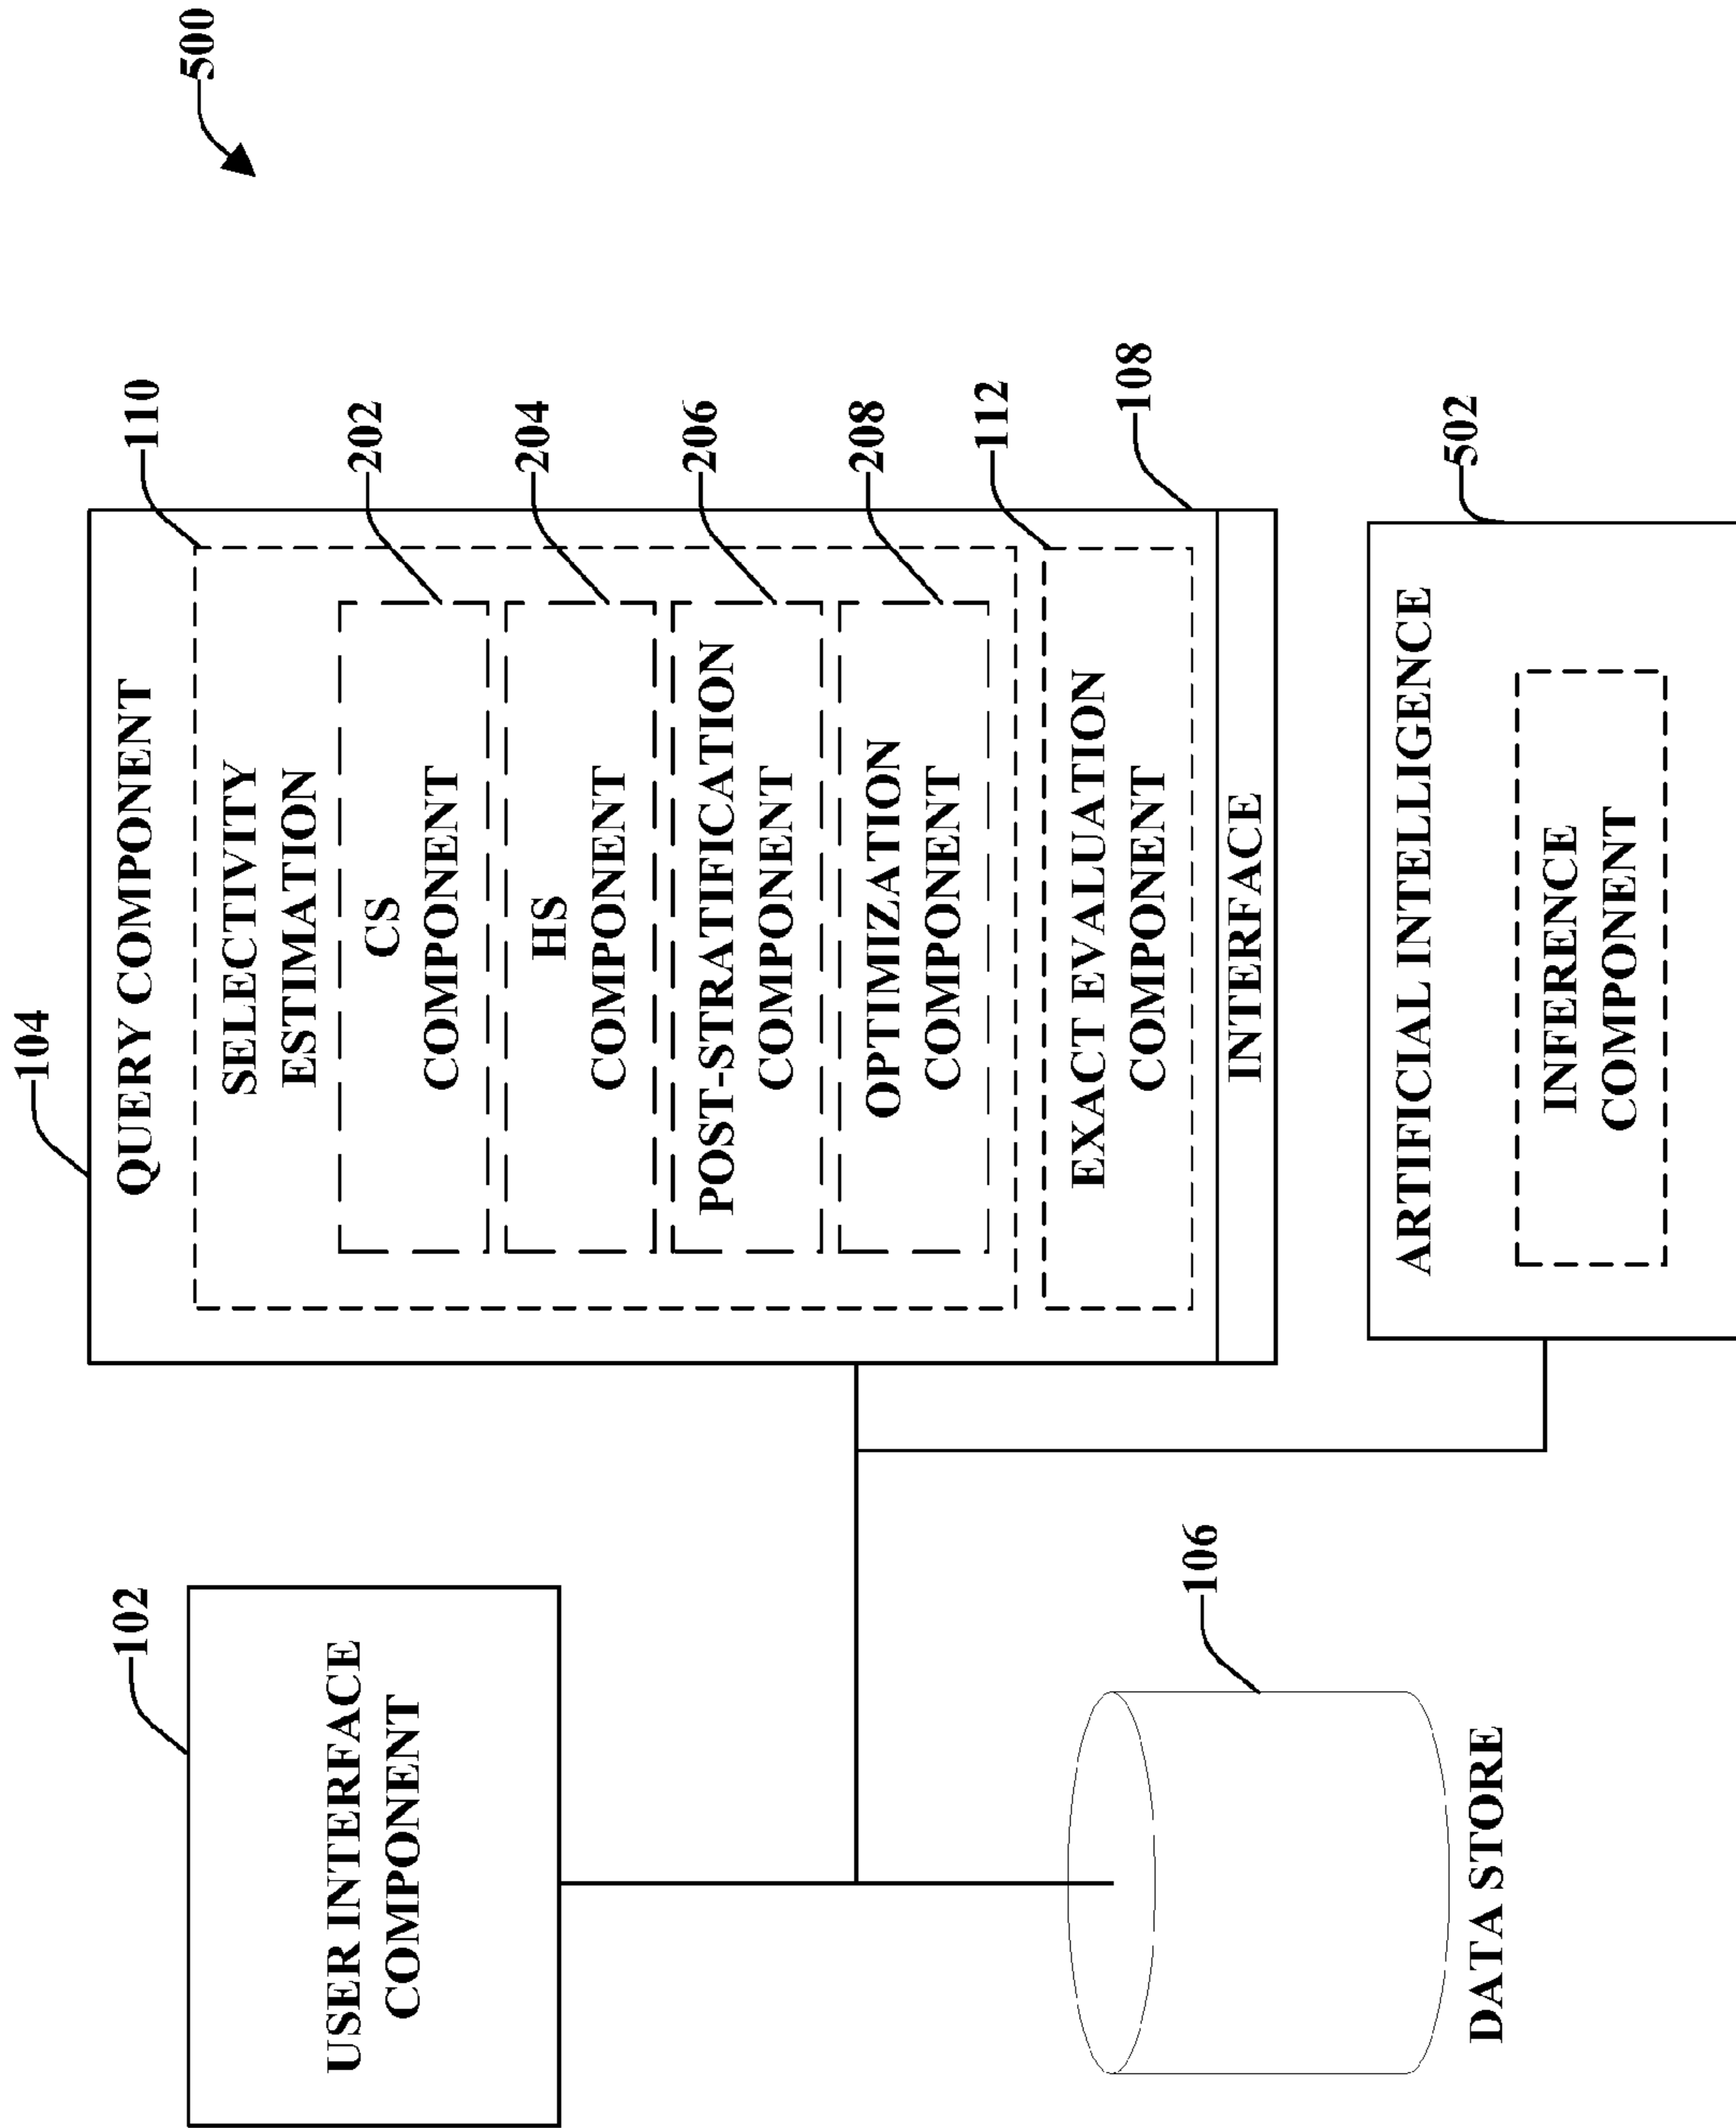 500
104
QUERY COMPONENT
110
SELECTIVITY
ESTIMATION
202
CS
COMPONENT
204
HS
COMPONENT
206
POST-STRATIFICATION
COMPONENT
208
OPTIMIZATION
COMPONENT
112
EXACT EVALUATION
COMPONENT
108
INTERFACE
102
USER INTERFACE
COMPONENT
106
DATA STORE
502
ARTIFICIAL INTELLIGENCE
INFERENCE
COMPONENT